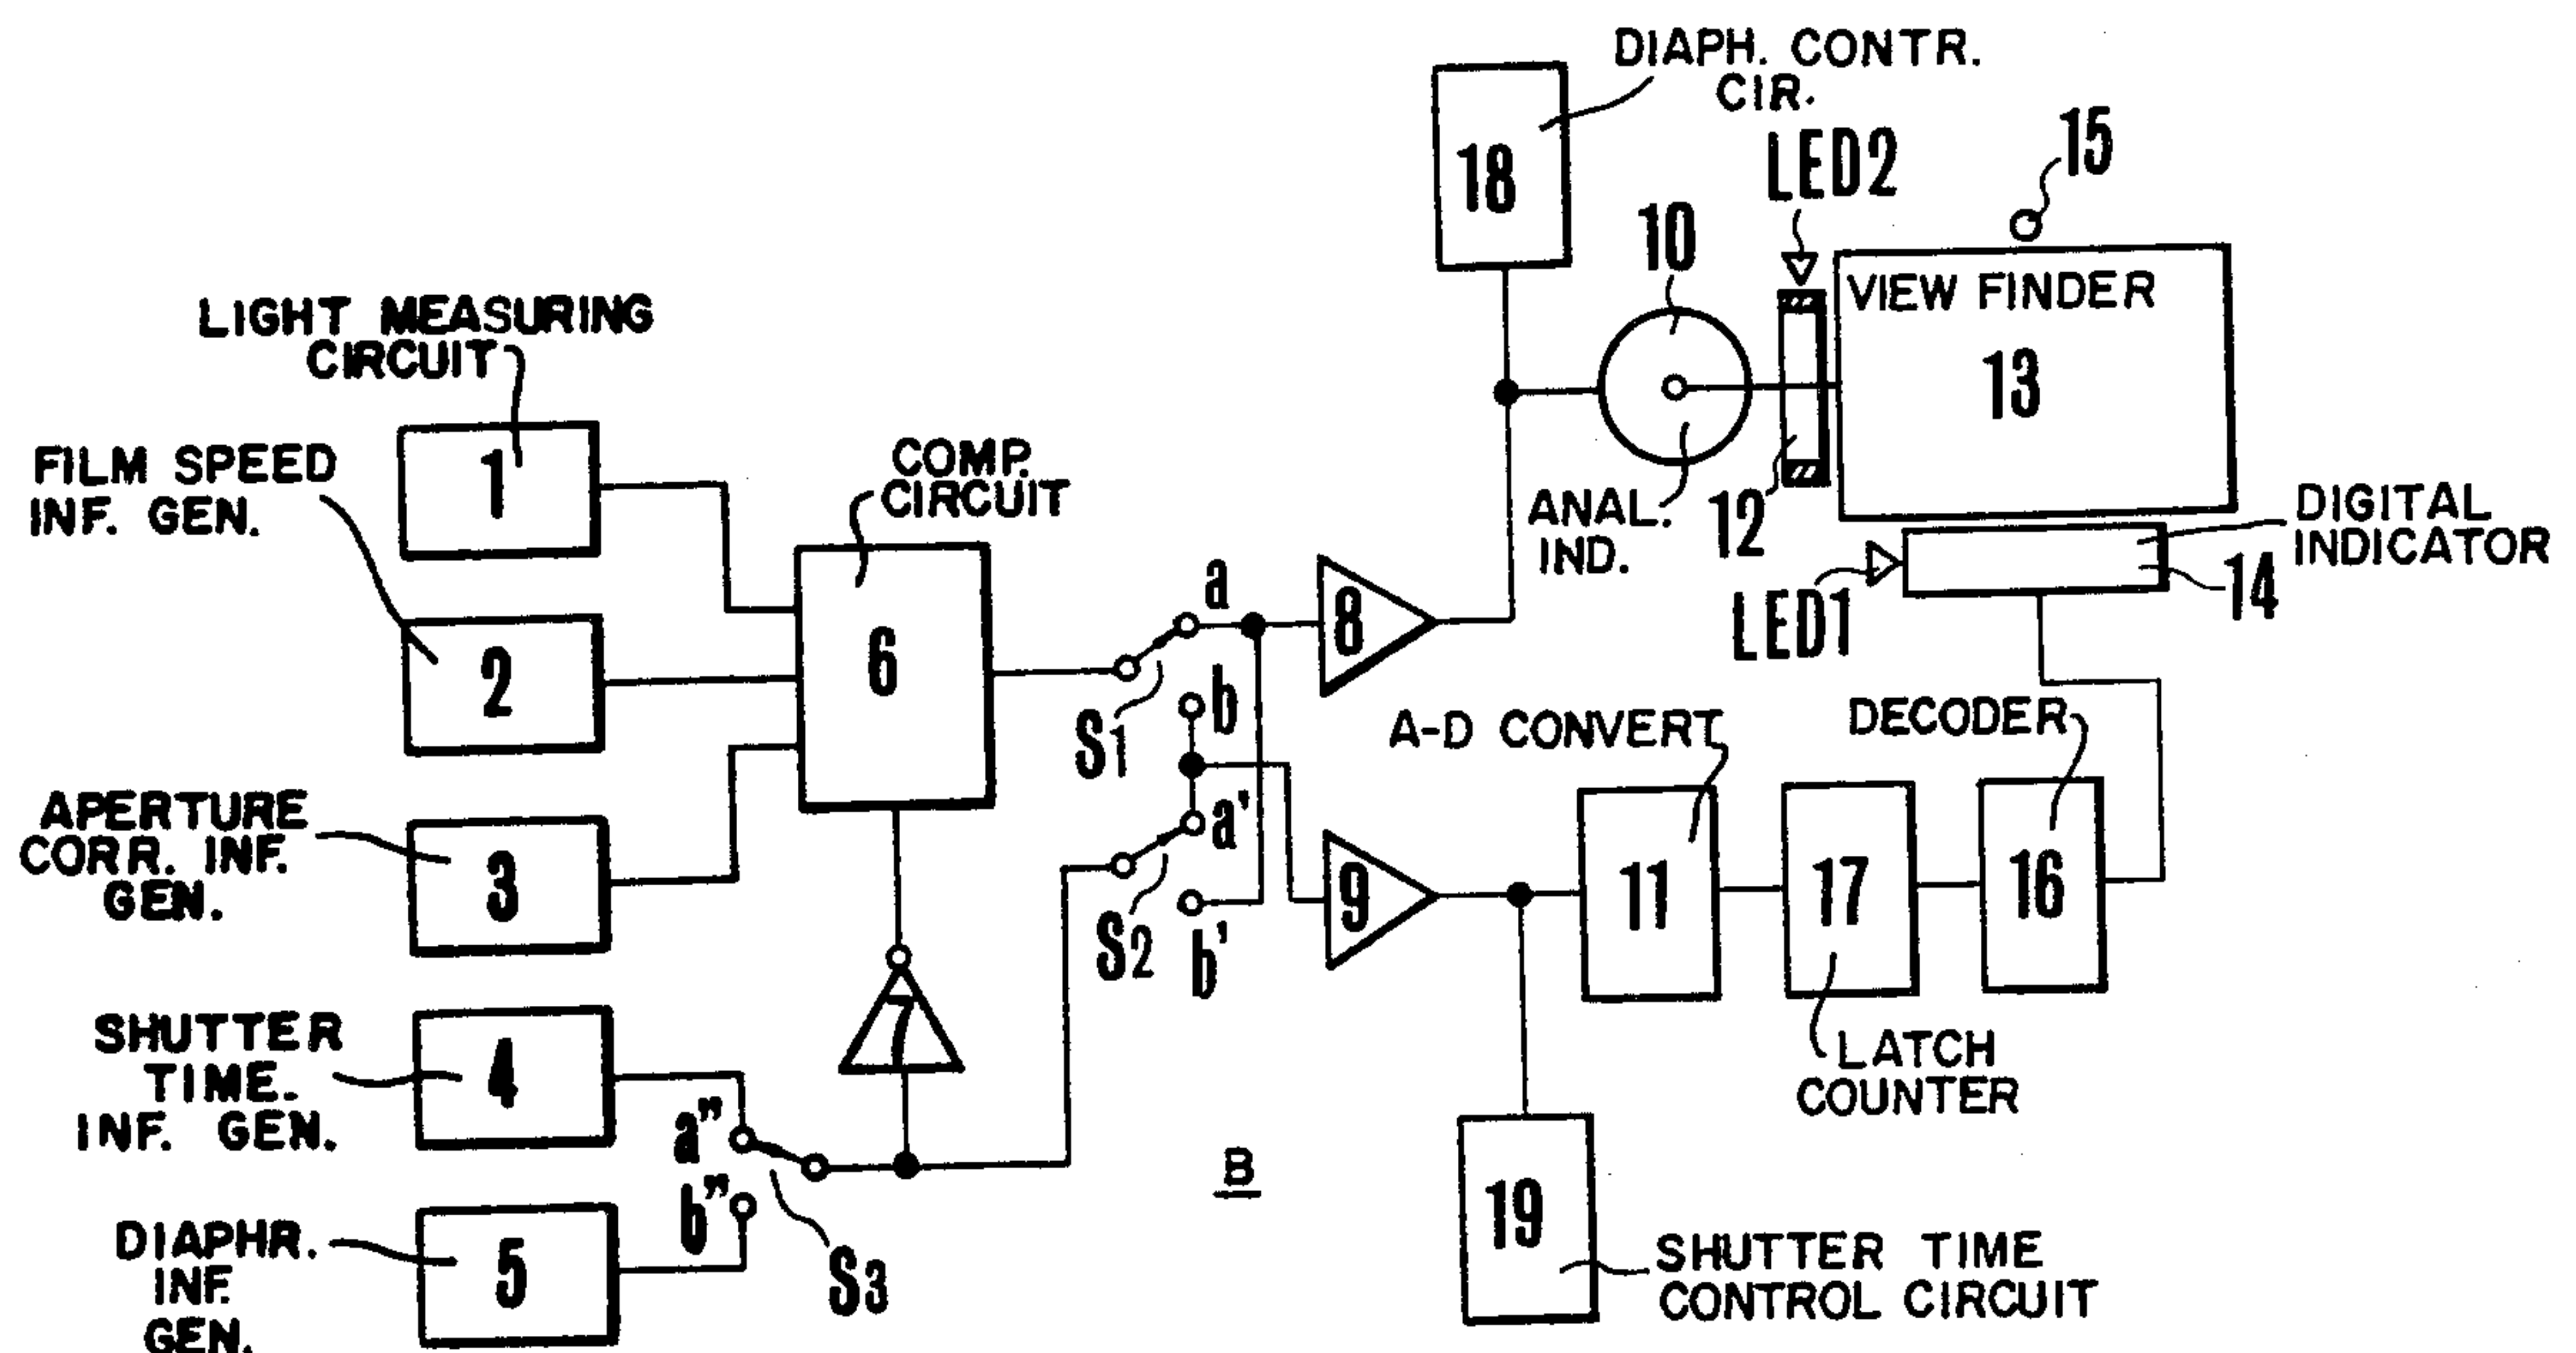 DIAPH. CONTR.
CIR.
18
LED2
15
10
VIEW FINDER
13
LIGHT MEASURING
CIRCUIT
1
FILM SPEED
INF. GEN.
2
COMP.
CIRCUIT
6
ANAL.
IND.
12
DIGITAL
INDICATOR
14
LED1
a
8
b
S1
APERTURE
CORR. INF.
GEN.
3
a'
S2
b'
9
A-D CONVERT
11
17
DECODER
16
LATCH
COUNTER
7
SHUTTER
TIME.
INF. GEN.
4
a"
b"
S3
DIAPHR.
INF.
GEN.
5
B
19
SHUTTER TIME
CONTROL CIRCUIT